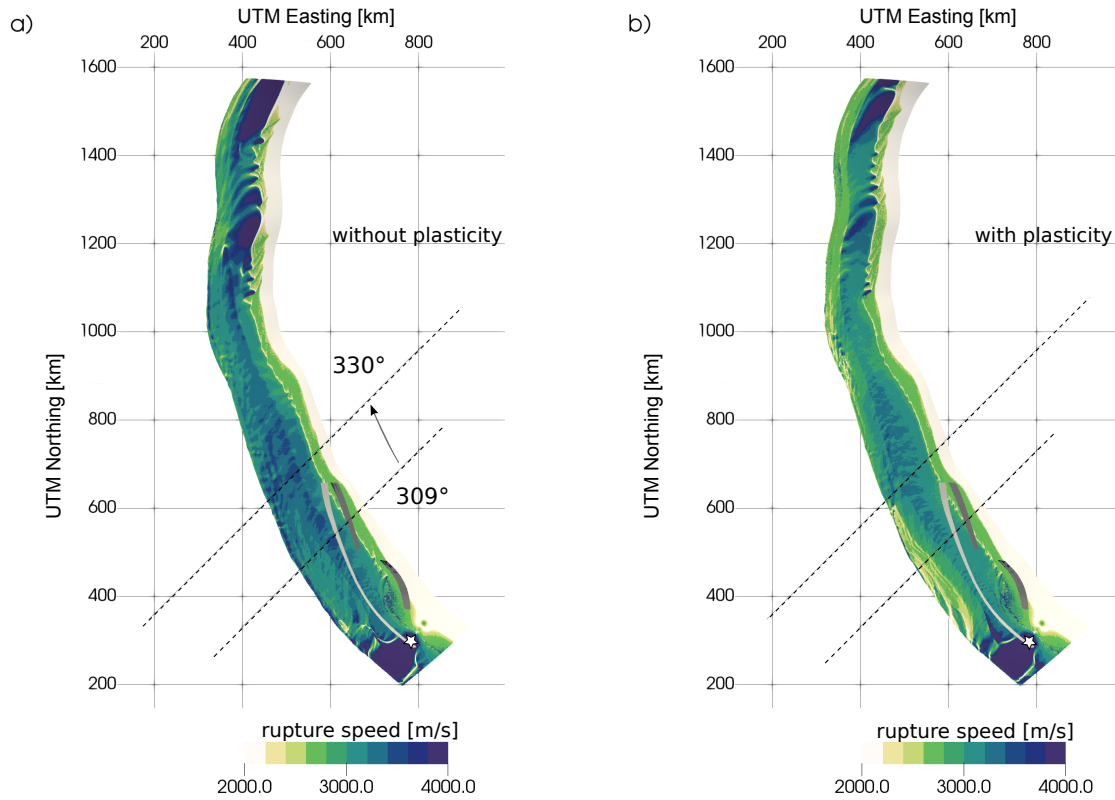 a)
UTM Easting [km]
200 400 600 800
1600
1400
1200
1000
800
600
400
200
UTM Northing [km]
without plasticity
330°
309°
rupture speed [m/s]
2000.0 3000.0 4000.0
b)
UTM Easting [km]
200 400 600 800
1600
1400
1200
1000
800
600
400
200
UTM Northing [km]
with plasticity
rupture speed [m/s]
2000.0 3000.0 4000.0